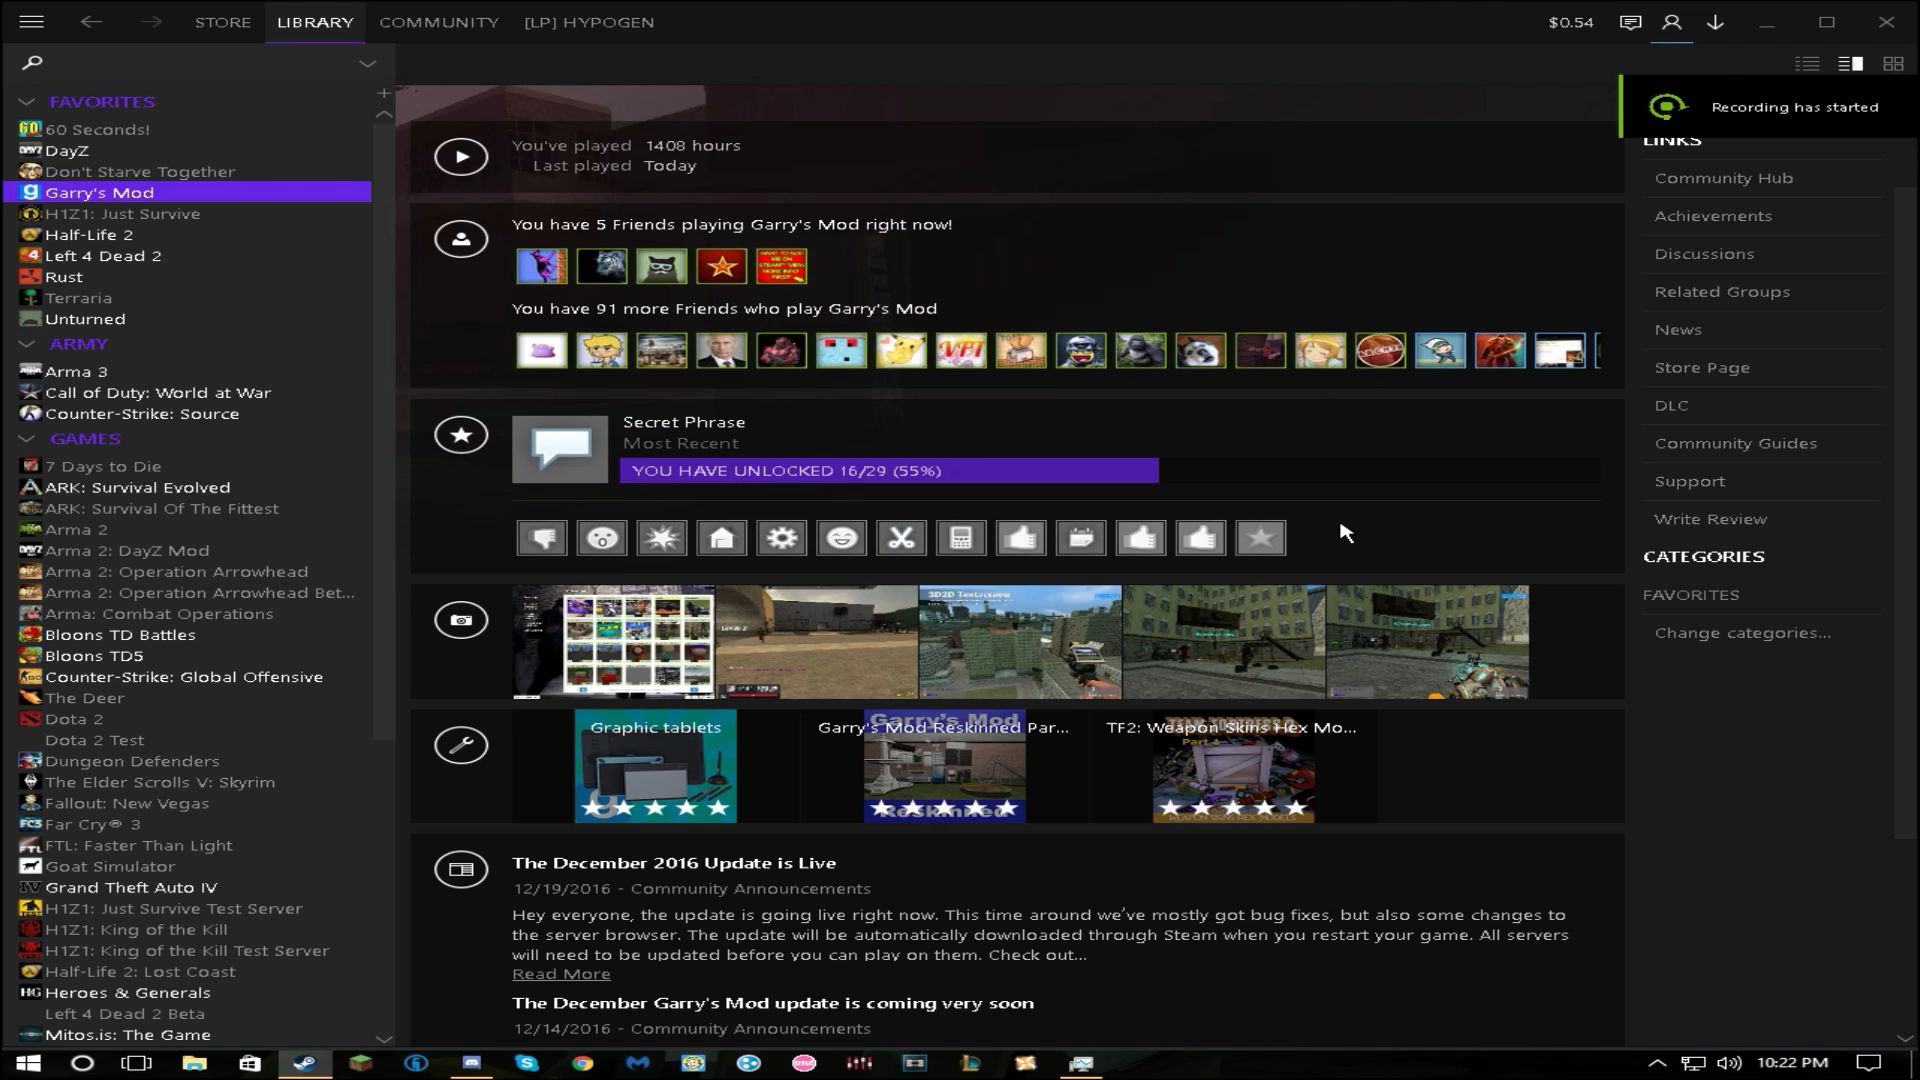 STORE LIBRARY COMMUNITY [LP] HYPOGEN $0.54
Recording has started
FAVORITES
60 Seconds!
DayZ
Don't Starve Together
Garry's Mod
H1Z1: Just Survive
Half-Life 2
Left 4 Dead 2
Rust
Terraria
Unturned
ARMY
Arma 3
Call of Duty: World at War
Counter-Strike: Source
GAMES
7 Days to Die
ARK: Survival Evolved
ARK: Survival Of The Fittest
Arma 2
Arma 2: DayZ Mod
Arma 2: Operation Arrowhead
Arma 2: Operation Arrowhead Bet...
Arma: Combat Operations
Bloons TD Battles
Bloons TD5
Counter-Strike: Global Offensive
The Deer
Dota 2
Dota 2 Test
Dungeon Defenders
The Elder Scrolls V: Skyrim
Fallout: New Vegas
Far Cry® 3
FTL: Faster Than Light
Goat Simulator
Grand Theft Auto IV
H1Z1: Just Survive Test Server
H1Z1: King of the Kill
H1Z1: King of the Kill Test Server
Half-Life 2: Lost Coast
Heroes & Generals
Left 4 Dead 2 Beta
Mitos.is: The Game
You've played 1408 hours
Last played Today
You have 5 Friends playing Garry's Mod right now!
You have 91 more Friends who play Garry's Mod
Secret Phrase
Most Recent
YOU HAVE UNLOCKED 16/29 (55%)
Graphic tablets
Garry's Mod Reskinned Par...
TF2: Weapon Skins Hex Mo...
Garry's Mod
Reskinned
The December 2016 Update is Live
12/19/2016 - Community Announcements
Hey everyone, the update is going live right now. This time around we've mostly got bug fixes, but also some changes to
the server browser. The update will be automatically downloaded through Steam when you restart your game. All servers
will need to be updated before you can play on them. Check out...
Read More
The December Garry's Mod update is coming very soon
12/14/2016 - Community Announcements
LINKS
Community Hub
Achievements
Discussions
Related Groups
News
Store Page
DLC
Community Guides
Support
Write Review
CATEGORIES
FAVORITES
Change categories...
10:22 PM